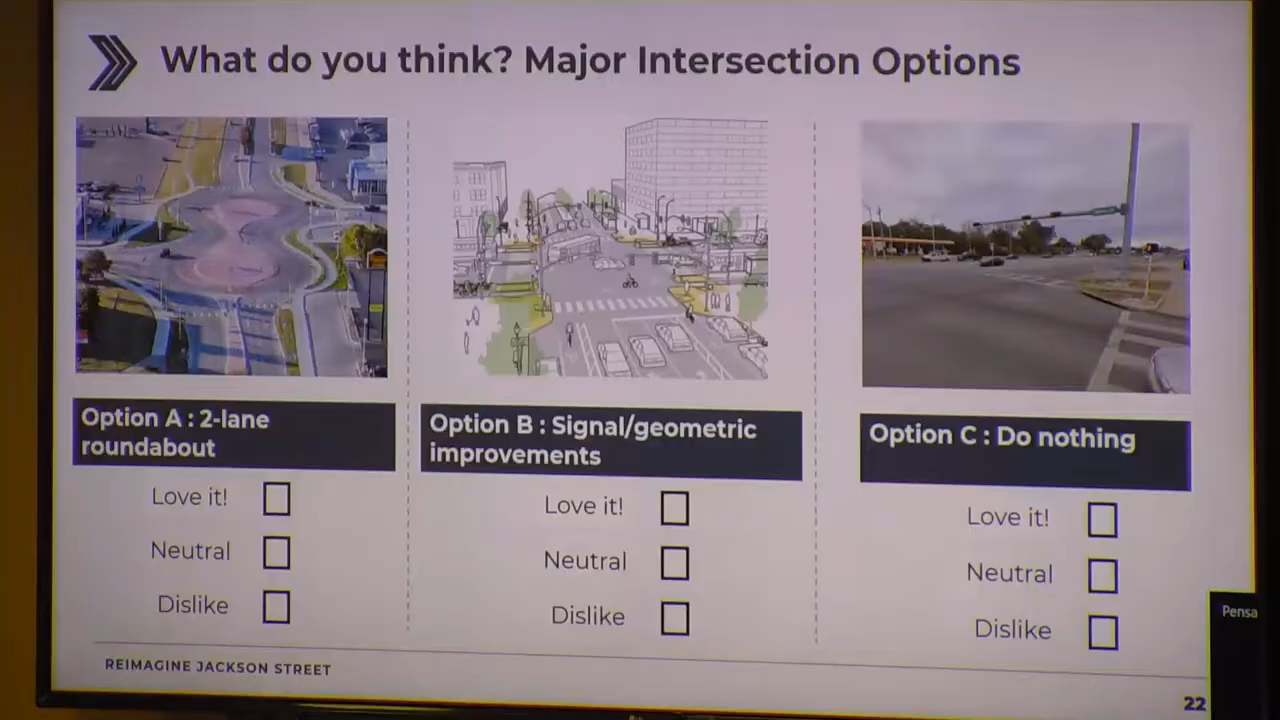 What do you think? Major Intersection Options
Option A : 2-lane
roundabout
Love it!
Neutral
Dislike
Option B : Signal/geometric
improvements
Love it!
Neutral
Dislike
Option C : Do nothing
Love it!
Neutral
Dislike
REIMAGINE JACKSON STREET
22
Pensa